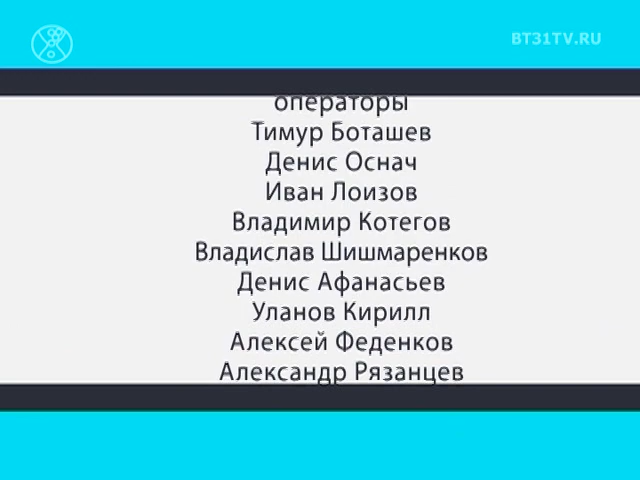 BT31TV.RU
операторы
Тимур Боташев
Денис Оснач
Иван Лоизов
Владимир Котегов
Владислав Шишмаренков
Денис Афанасьев
Уланов Кирилл
Алексей Феденков
Александр Рязанцев